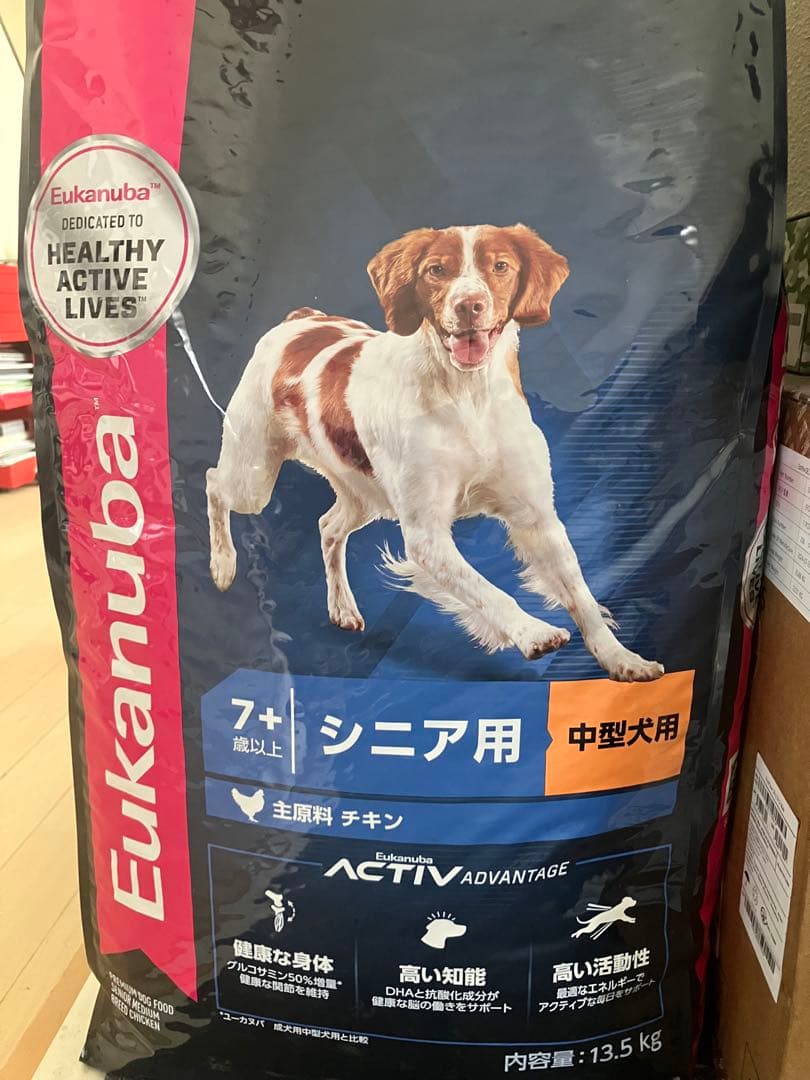 Eukanuba™
DEDICATED TO
HEALTHY
ACTIVE
LIVES™
Eukanuba™
7+
歳以上
シニア用
中型犬用
主原料 チキン
Eukanuba
ACTIV ADVANTAGE
健康な身体
グルコサミン50%増量*
健康な関節を維持
高い知能
DHAと抗酸化成分が
健康な脳の働きをサポート
高い活動性
最適なエネルギーで
アクティブな毎日をサポート
*ユーカヌバ 成犬用中型犬用と比較
PREMIUM DOG FOOD
SENIOR MEDIUM
BREED CHICKEN
内容量:13.5 kg